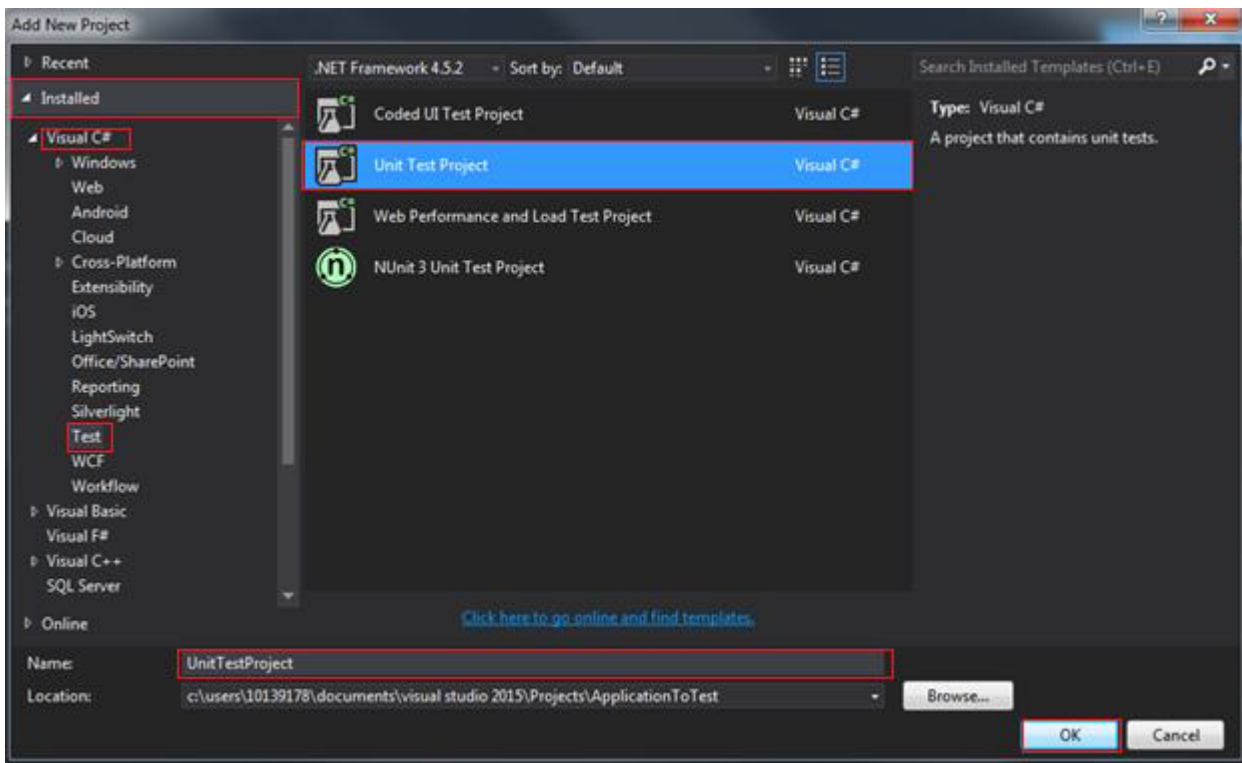 Add New Project
Recent
Installed
Visual C#
Windows
Web
Android
Cloud
Cross-Platform
Extensibility
iOS
LightSwitch
Office/SharePoint
Reporting
Silverlight
Test
WCF
Workflow
Visual Basic
Visual F#
Visual C++
SQL Server
Online
.NET Framework 4.5.2 Sort by: Default
Coded UI Test Project Visual C#
Unit Test Project Visual C#
Web Performance and Load Test Project Visual C#
NUnit 3 Unit Test Project Visual C#
Click here to go online and find templates.
Search Installed Templates (Ctrl+E)
Type: Visual C#
A project that contains unit tests.
Name: UnitTestProject
Location: c:\users\10139178\documents\visual studio 2015\Projects\ApplicationToTest Browse...
OK Cancel